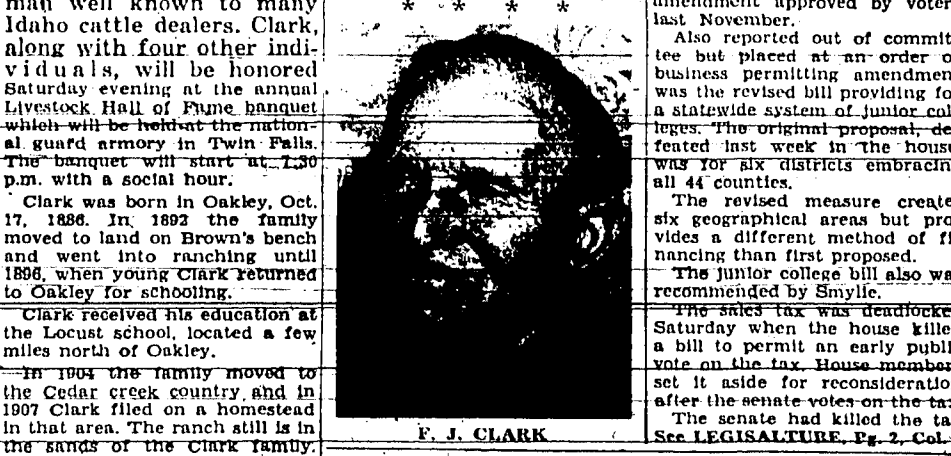 man well known to many
Idaho cattle dealers. Clark,
along with four other indi-
viduals, will be honored
Saturday evening at the annual
Livestock Hall of Fame banquet
which will be held at the nation-
al guard armory in Twin Falls.
The banquet will start at 7:30
p.m. with a social hour.
Clark was born in Oakley, Oct.
17, 1886. In 1892 the family
moved to land on Brown's bench
and went into ranching until
1896, when young Clark returned
to Oakley for schooling.
Clark received his education at
the Locust school, located a few
miles north of Oakley.
In 1904 the family moved to
the Cedar creek country and in
1907 Clark filed on a homestead
in that area. The ranch still is in
the sands of the Clark family.
* * * *
F. J. CLARK
amendment approved by voter
last November.
Also reported out of commit
tee but placed at an order o
business permitting amendmen
was the revised bill providing fo
a statewide system of junior col
leges. The original proposal, de
feated last week in the house
was for six districts embracin
all 44 counties.
The revised measure create
six geographical areas but pro
vides a different method of fi
nancing than first proposed.
The junior college bill also wa
recommended by Smylie.
The sales tax was deadlocke
Saturday when the house kille
a bill to permit an early publi
vote on the tax. House member
set it aside for reconsideratio
after the senate votes on the ta
The senate had killed the ta
See LEGISALTURE, Pg. 2, Col.